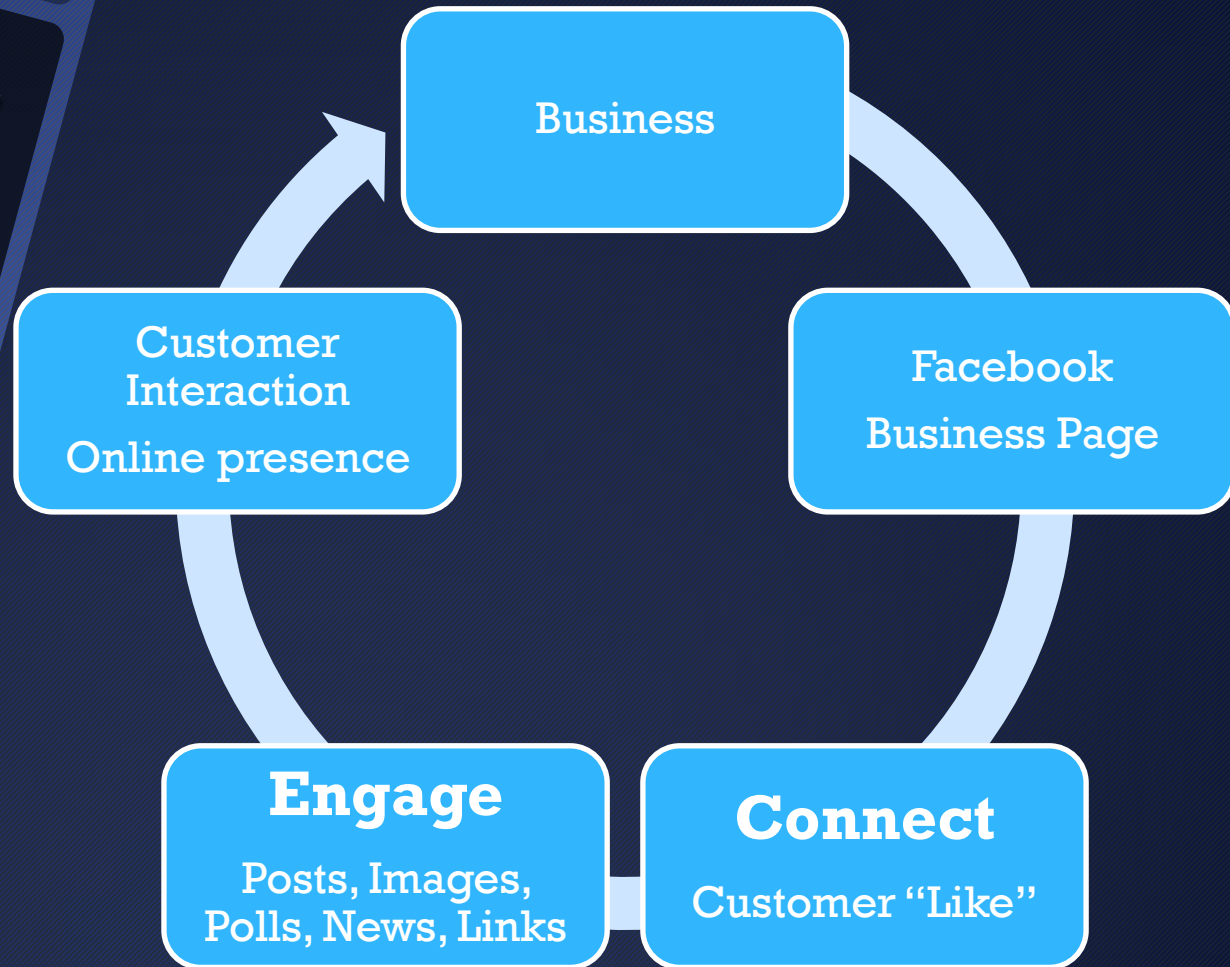 Business
Facebook
Business Page
Connect
Customer “Like”
Engage
Posts, Images,
Polls, News, Links
Customer
Interaction
Online presence